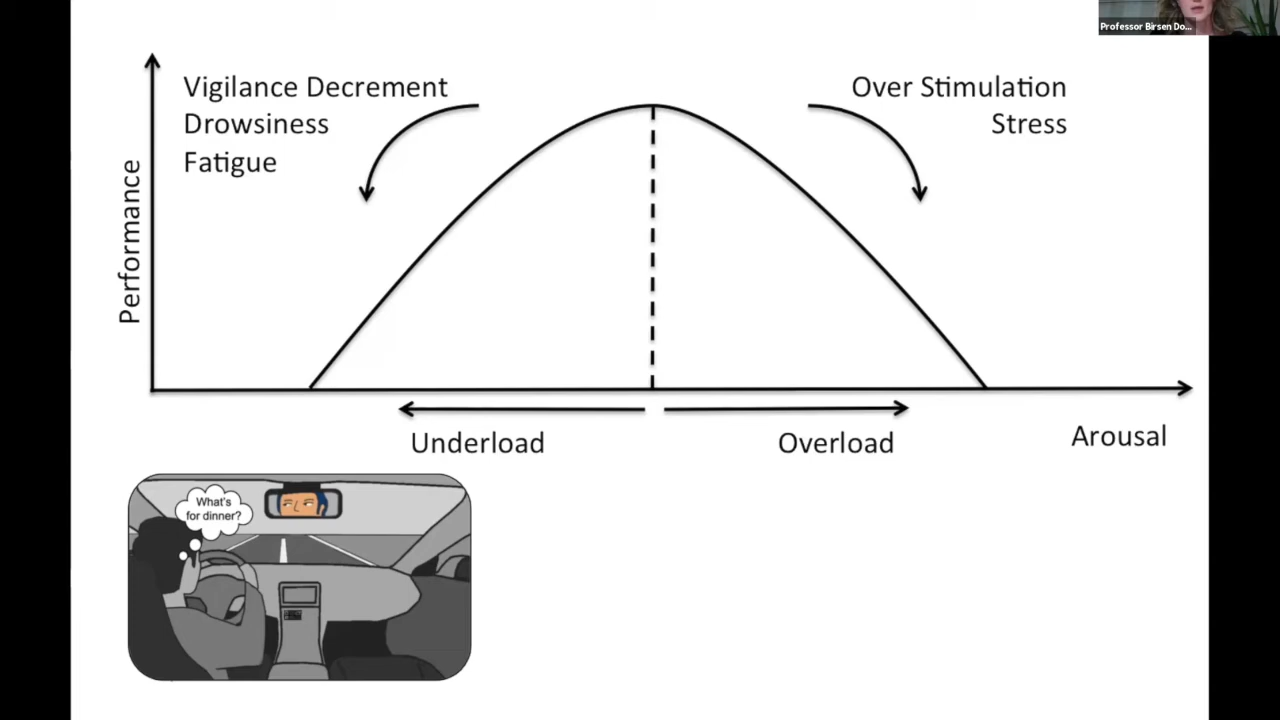 Professor Birsen Do...
Vigilance Decrement
Drowsiness
Fatigue
Over Stimulation
Stress
Performance
Underload
Overload
Arousal
What's
for dinner?